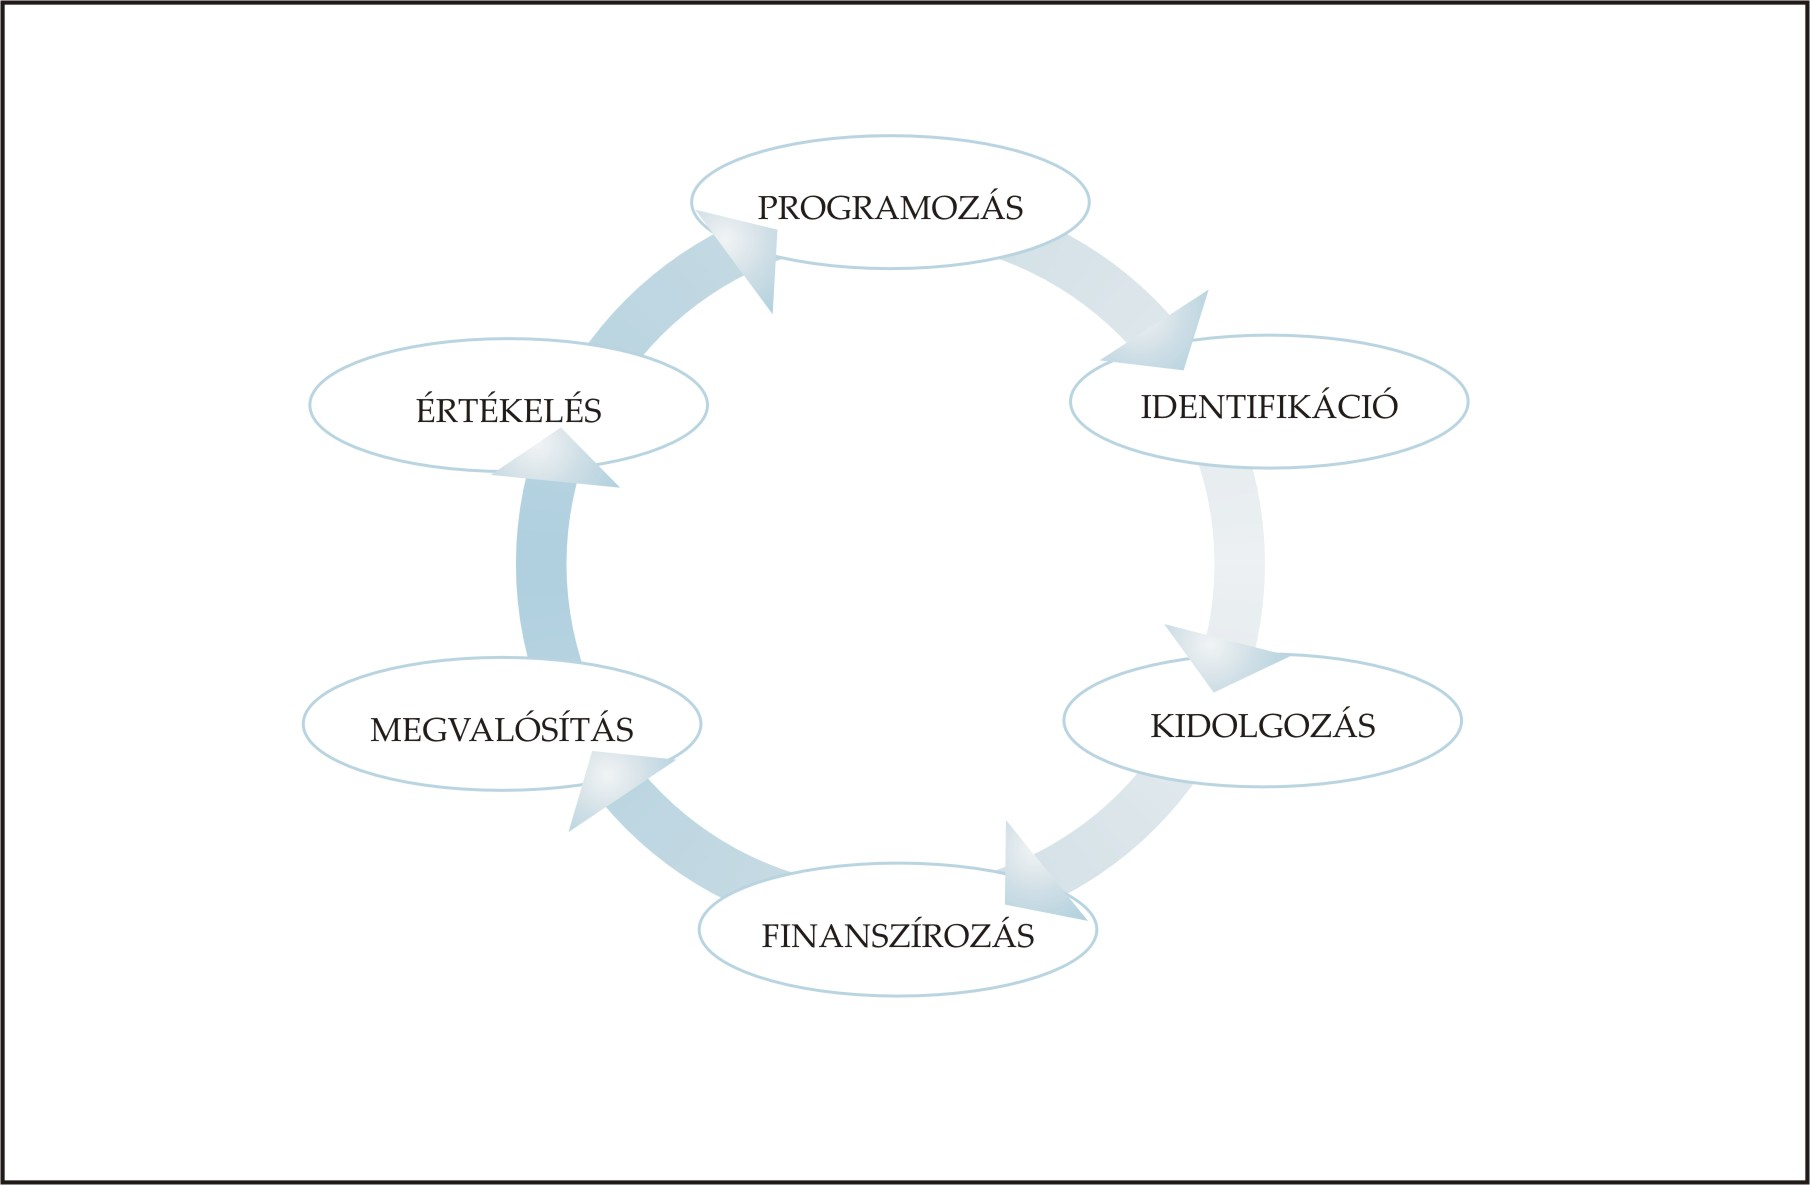 PROGRAMOZÁS
IDENTIFIKÁCIÓ
KIDOLGOZÁS
FINANSZÍROZÁS
MEGVALÓSÍTÁS
ÉRTÉKELÉS